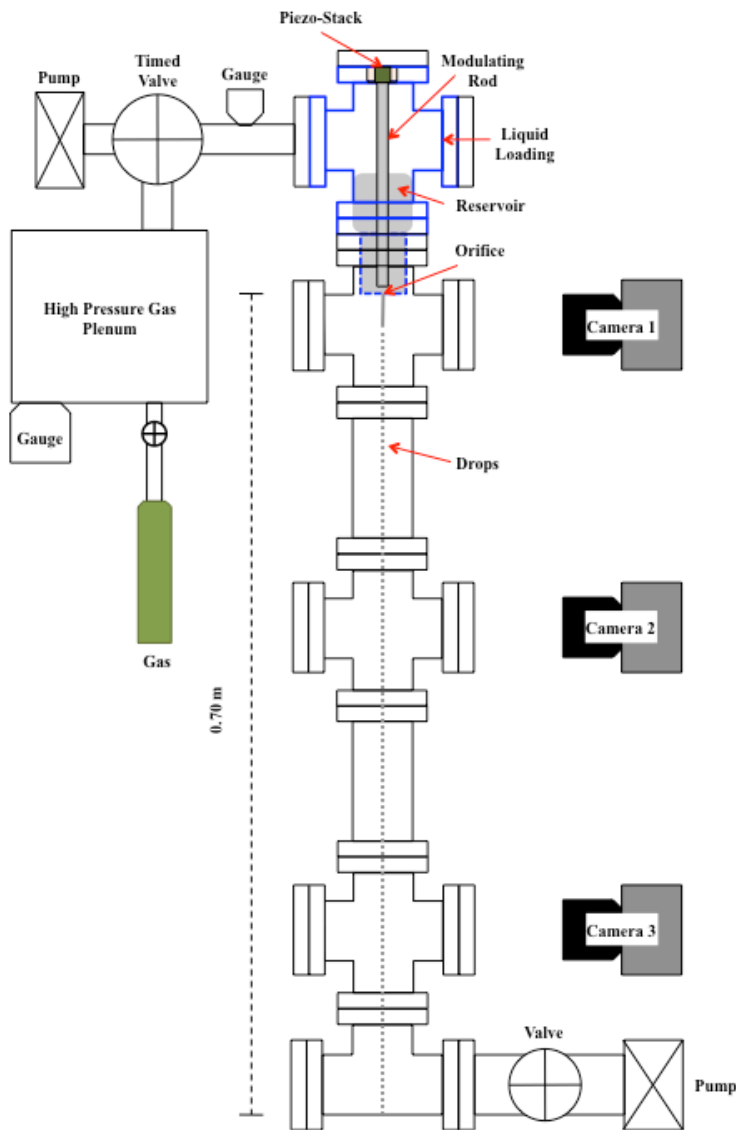 Piezo-Stack
Timed
Valve
Pump
Gauge
Modulating
Rod
Liquid
Loading
Reservoir
Orifice
High Pressure Gas
Plenum
Camera 1
Gauge
Drops
Camera 2
Gas
0.70 m
Camera 3
Valve
Pump